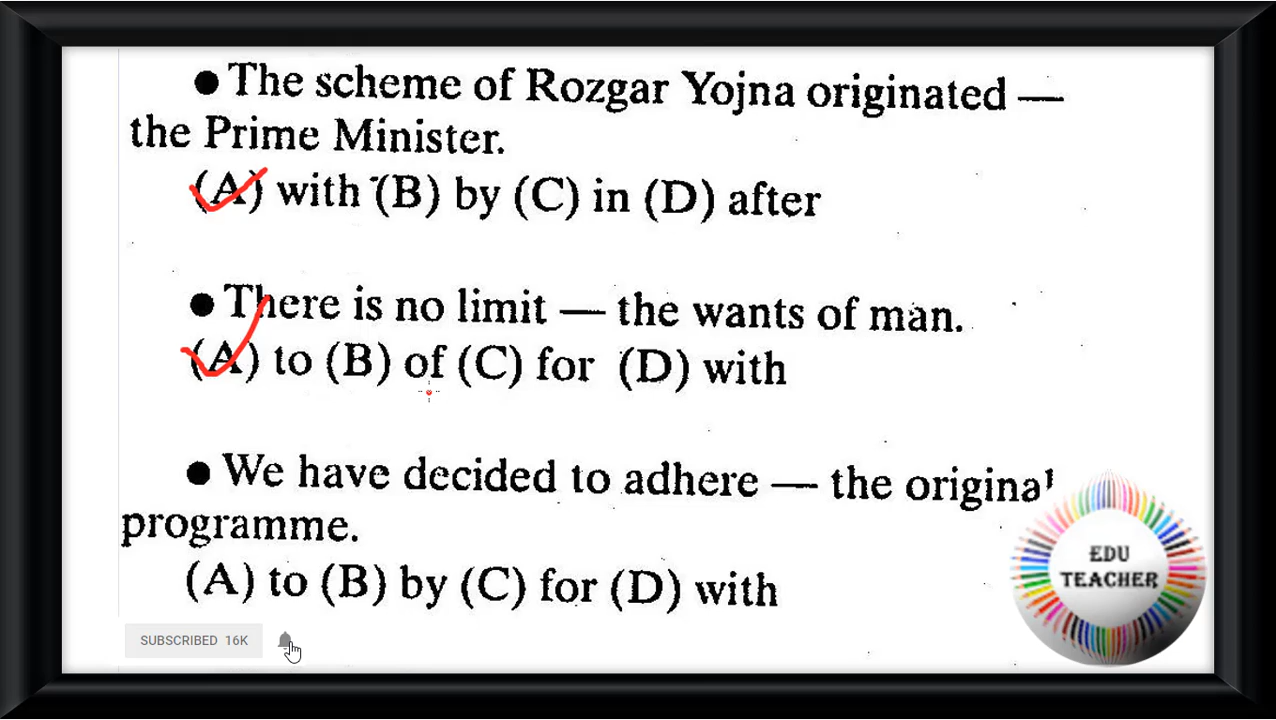 ● The scheme of Rozgar Yojna originated —
the Prime Minister.
(A) with (B) by (C) in (D) after
● There is no limit — the wants of man.
(A) to (B) of (C) for (D) with
● We have decided to adhere — the original
programme.
(A) to (B) by (C) for (D) with
EDU
TEACHER
SUBSCRIBED 16K